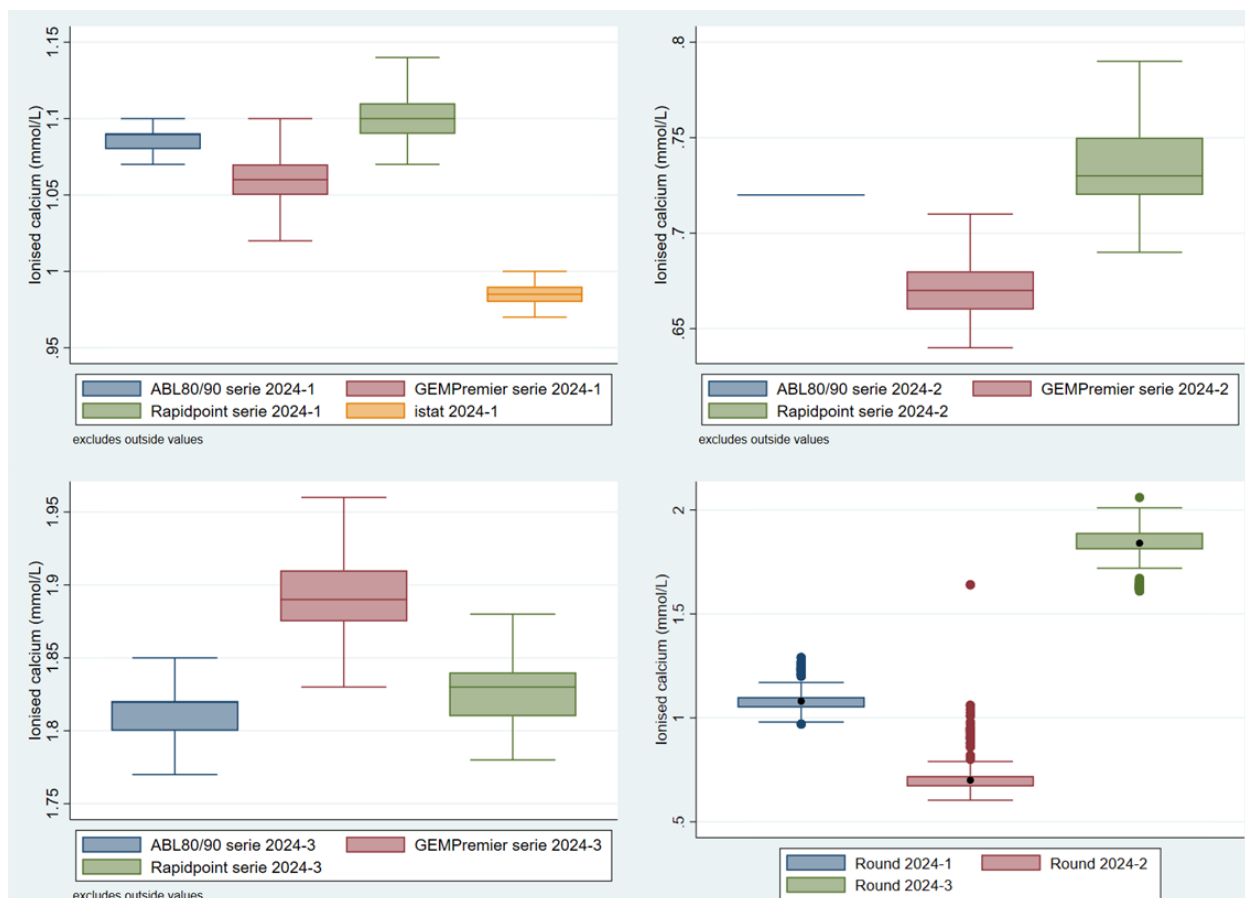 1.15
1.1
1.05
1
.95
Ionised calcium (mmol/L)
ABL80/90 serie 2024-1 GEMPremier serie 2024-1
Rapidpoint serie 2024-1 istat 2024-1
excludes outside values
.8
.75
.7
.65
Ionised calcium (mmol/L)
ABL80/90 serie 2024-2 GEMPremier serie 2024-2
Rapidpoint serie 2024-2
excludes outside values
1.95
1.9
1.85
1.8
1.75
Ionised calcium (mmol/L)
ABL80/90 serie 2024-3 GEMPremier serie 2024-3
Rapidpoint serie 2024-3
excludes outside values
2
1.5
1
.5
Ionised calcium (mmol/L)
Round 2024-1 Round 2024-2
Round 2024-3